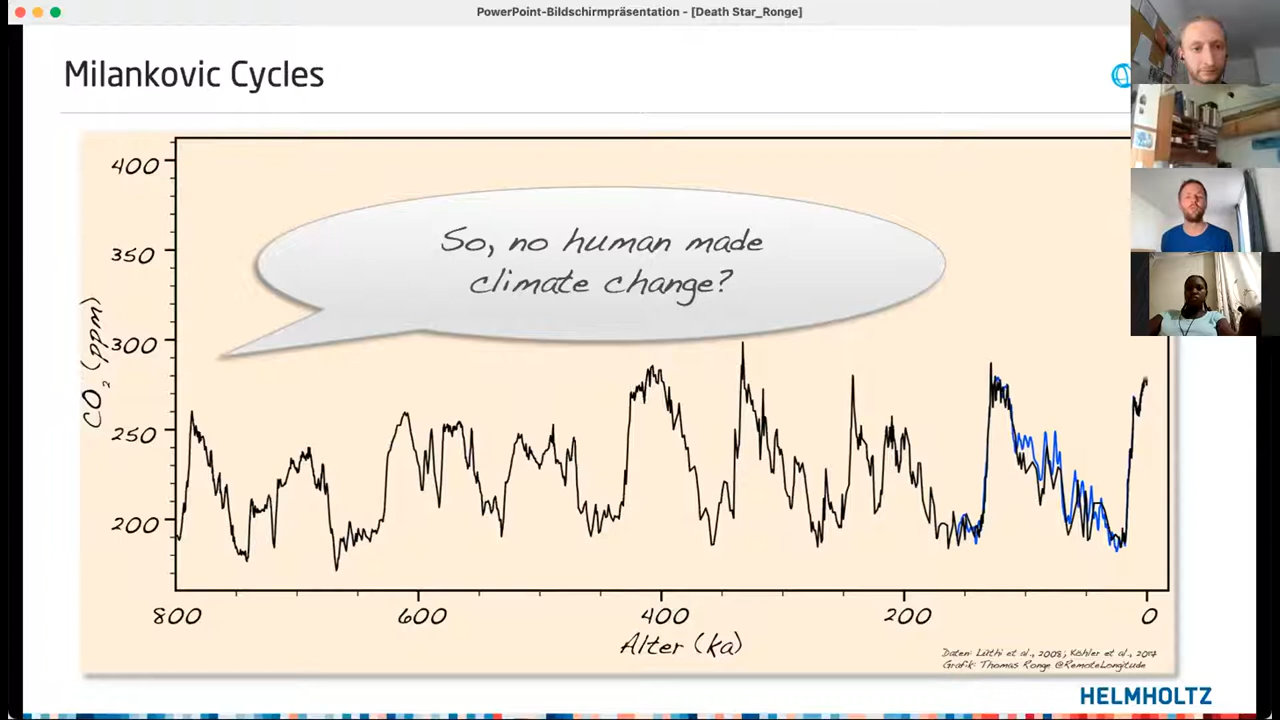 PowerPoint-Bildschirmpräsentation - [Death Star_Ronge]
Milankovic Cycles
So, no human made
climate change?
CO₂ (ppm)
400
350
300
250
200
800
600
400
200
0
Alter (ka)
Daten: Lüthi et al., 2008; Köhler et al., 2017
Grafik: Thomas Ronge @RemoteLongitude
HELMHOLTZ